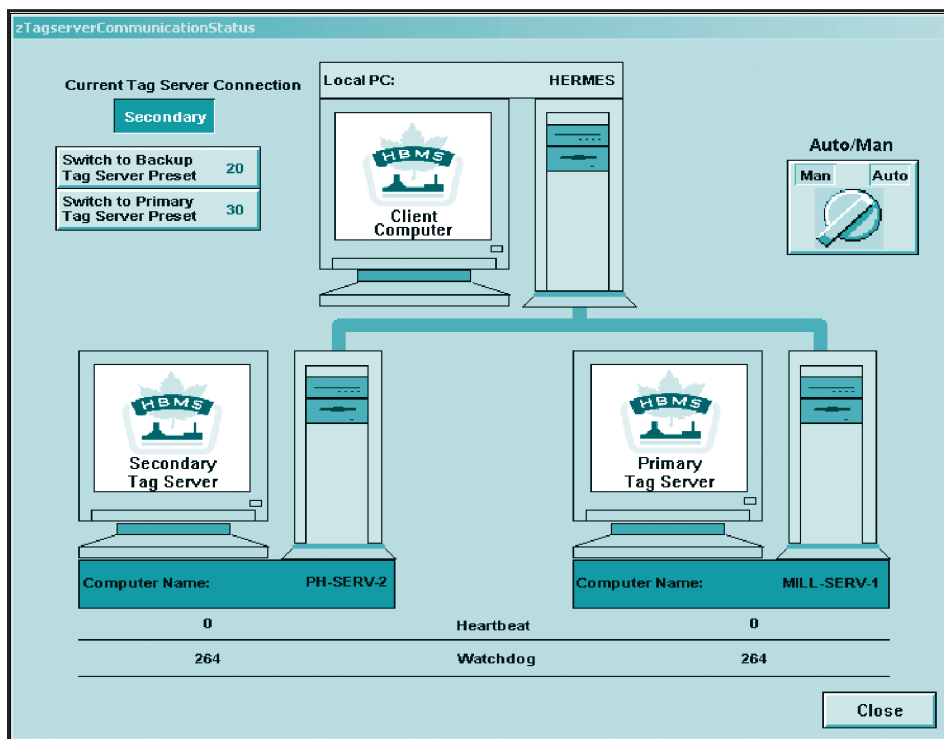 zTagserverCommunicationStatus
Current Tag Server Connection
Secondary
Switch to Backup
Tag Server Preset 20
Switch to Primary
Tag Server Preset 30
Local PC: HERMES
HBMS
Client
Computer
Auto/Man
Man Auto
HBMS
Secondary
Tag Server
HBMS
Primary
Tag Server
Computer Name: PH-SERV-2
Computer Name: MILL-SERV-1
0 Heartbeat 0
264 Watchdog 264
Close